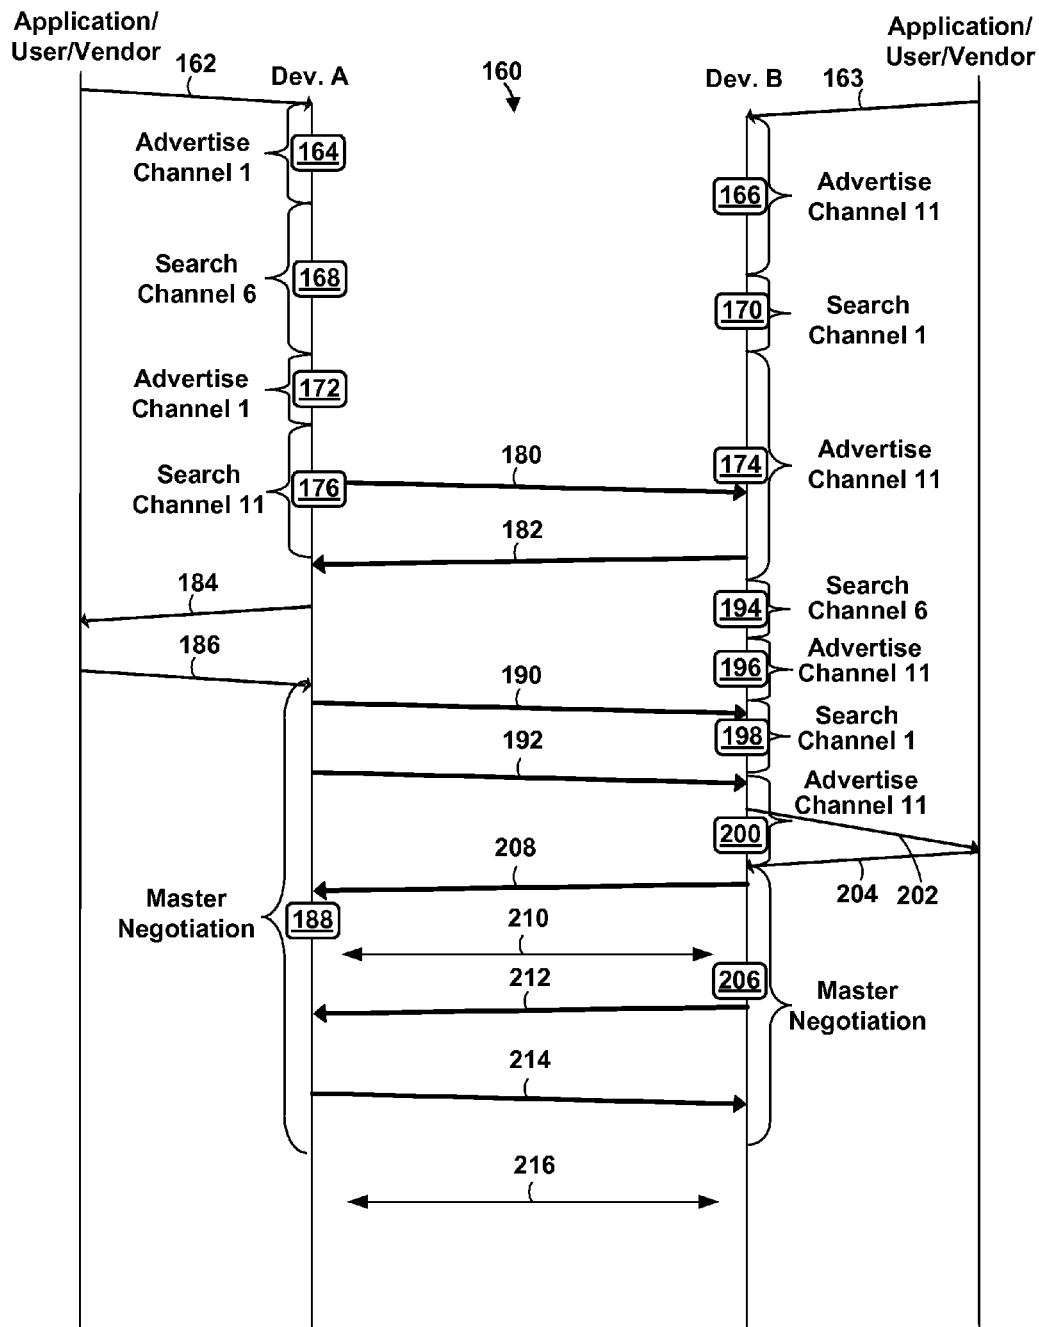 Application/
User/Vendor
Application/
User/Vendor
162
Dev. A
160
Dev. B
163
Advertise
Channel 1
164
166
Advertise
Channel 11
Search
Channel 6
168
170
Search
Channel 1
Advertise
Channel 1
172
180
174
Advertise
Channel 11
Search
Channel 11
176
182
184
194
Search
Channel 6
186
190
196
Advertise
Channel 11
192
198
Search
Channel 1
Advertise
Channel 11
200
208
204
202
Master
Negotiation
188
210
212
206
Master
Negotiation
214
216